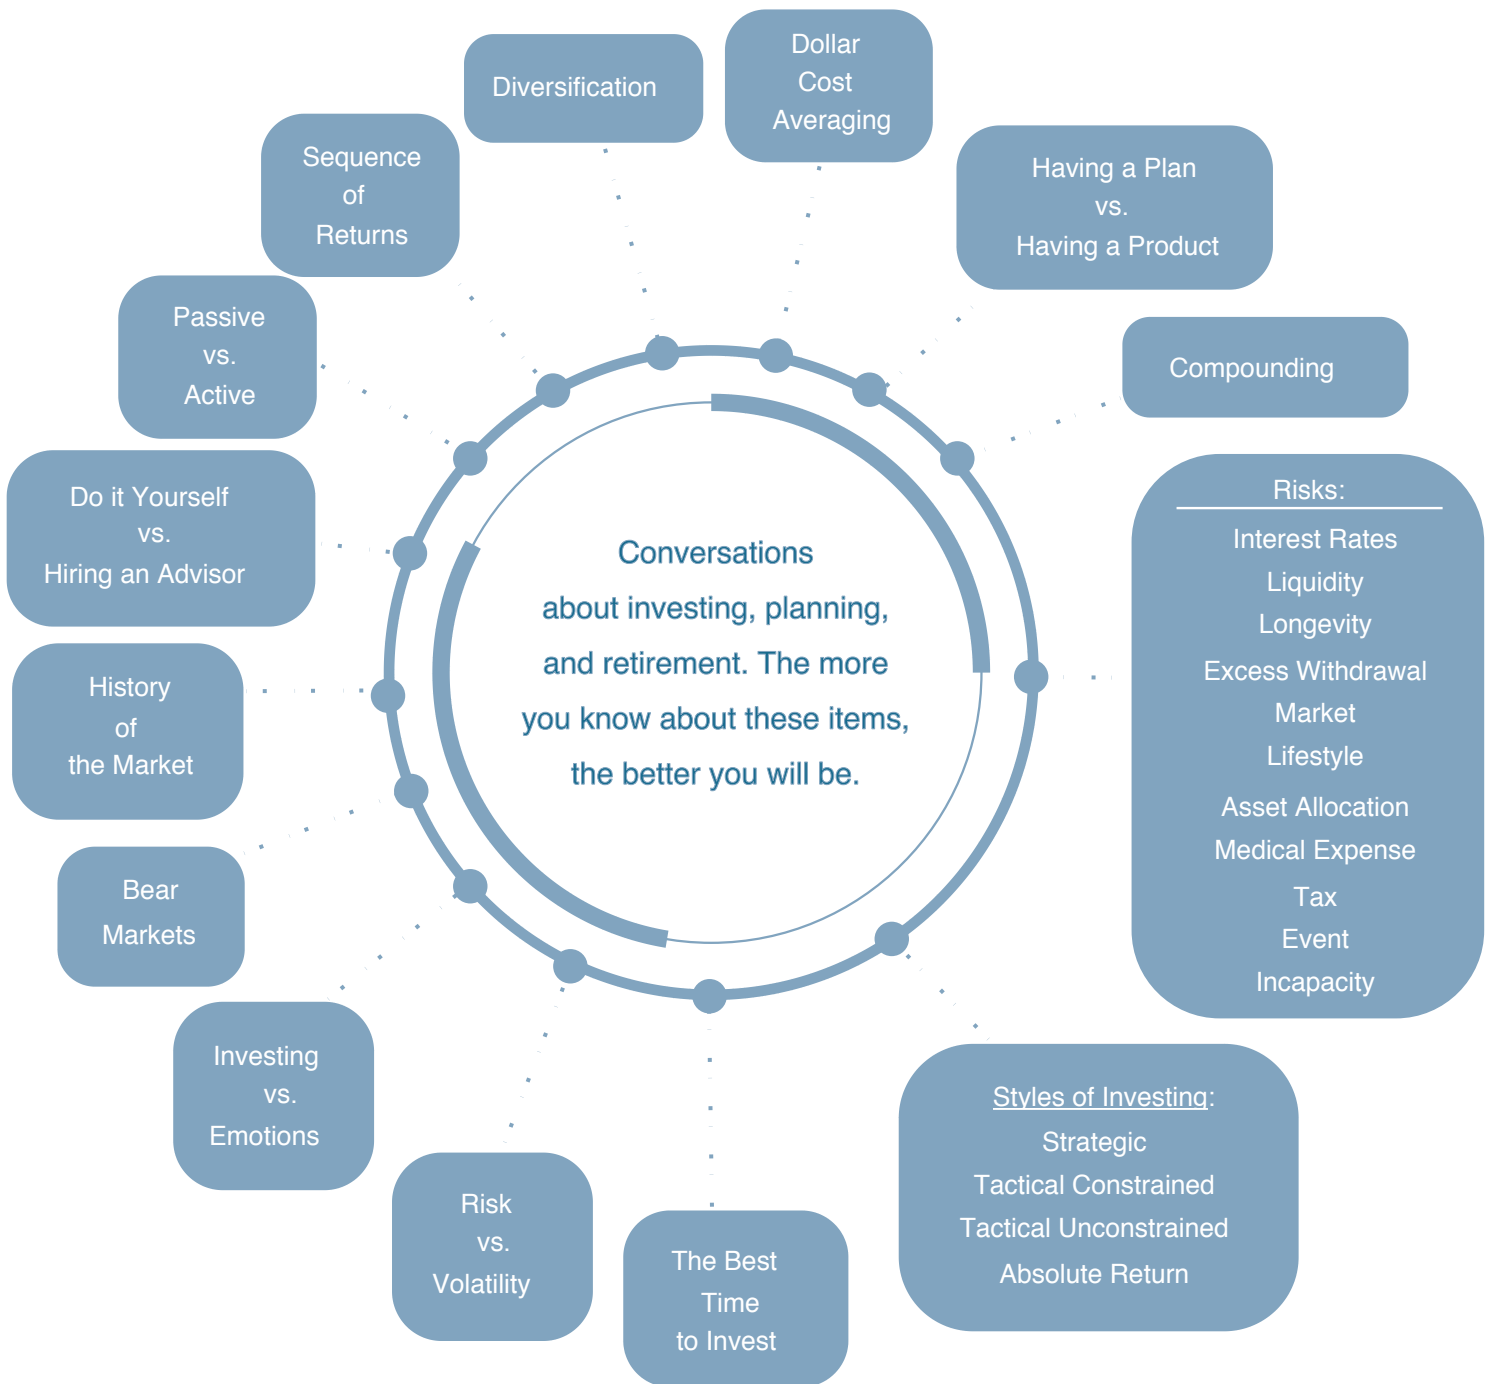 Dollar
Cost
Averaging
Diversification
Sequence
of
Returns
Having a Plan
vs.
Having a Product
Passive
vs.
Active
Compounding
Do it Yourself
vs.
Hiring an Advisor
Risks:
Interest Rates
Liquidity
Longevity
Excess Withdrawal
Market
Lifestyle
Asset Allocation
Medical Expense
Tax
Event
Incapacity
Conversations
about investing, planning,
and retirement. The more
you know about these items,
the better you will be.
History
of
the Market
Bear
Markets
Investing
vs.
Emotions
Styles of Investing:
Strategic
Tactical Constrained
Tactical Unconstrained
Absolute Return
Risk
vs.
Volatility
The Best
Time
to Invest